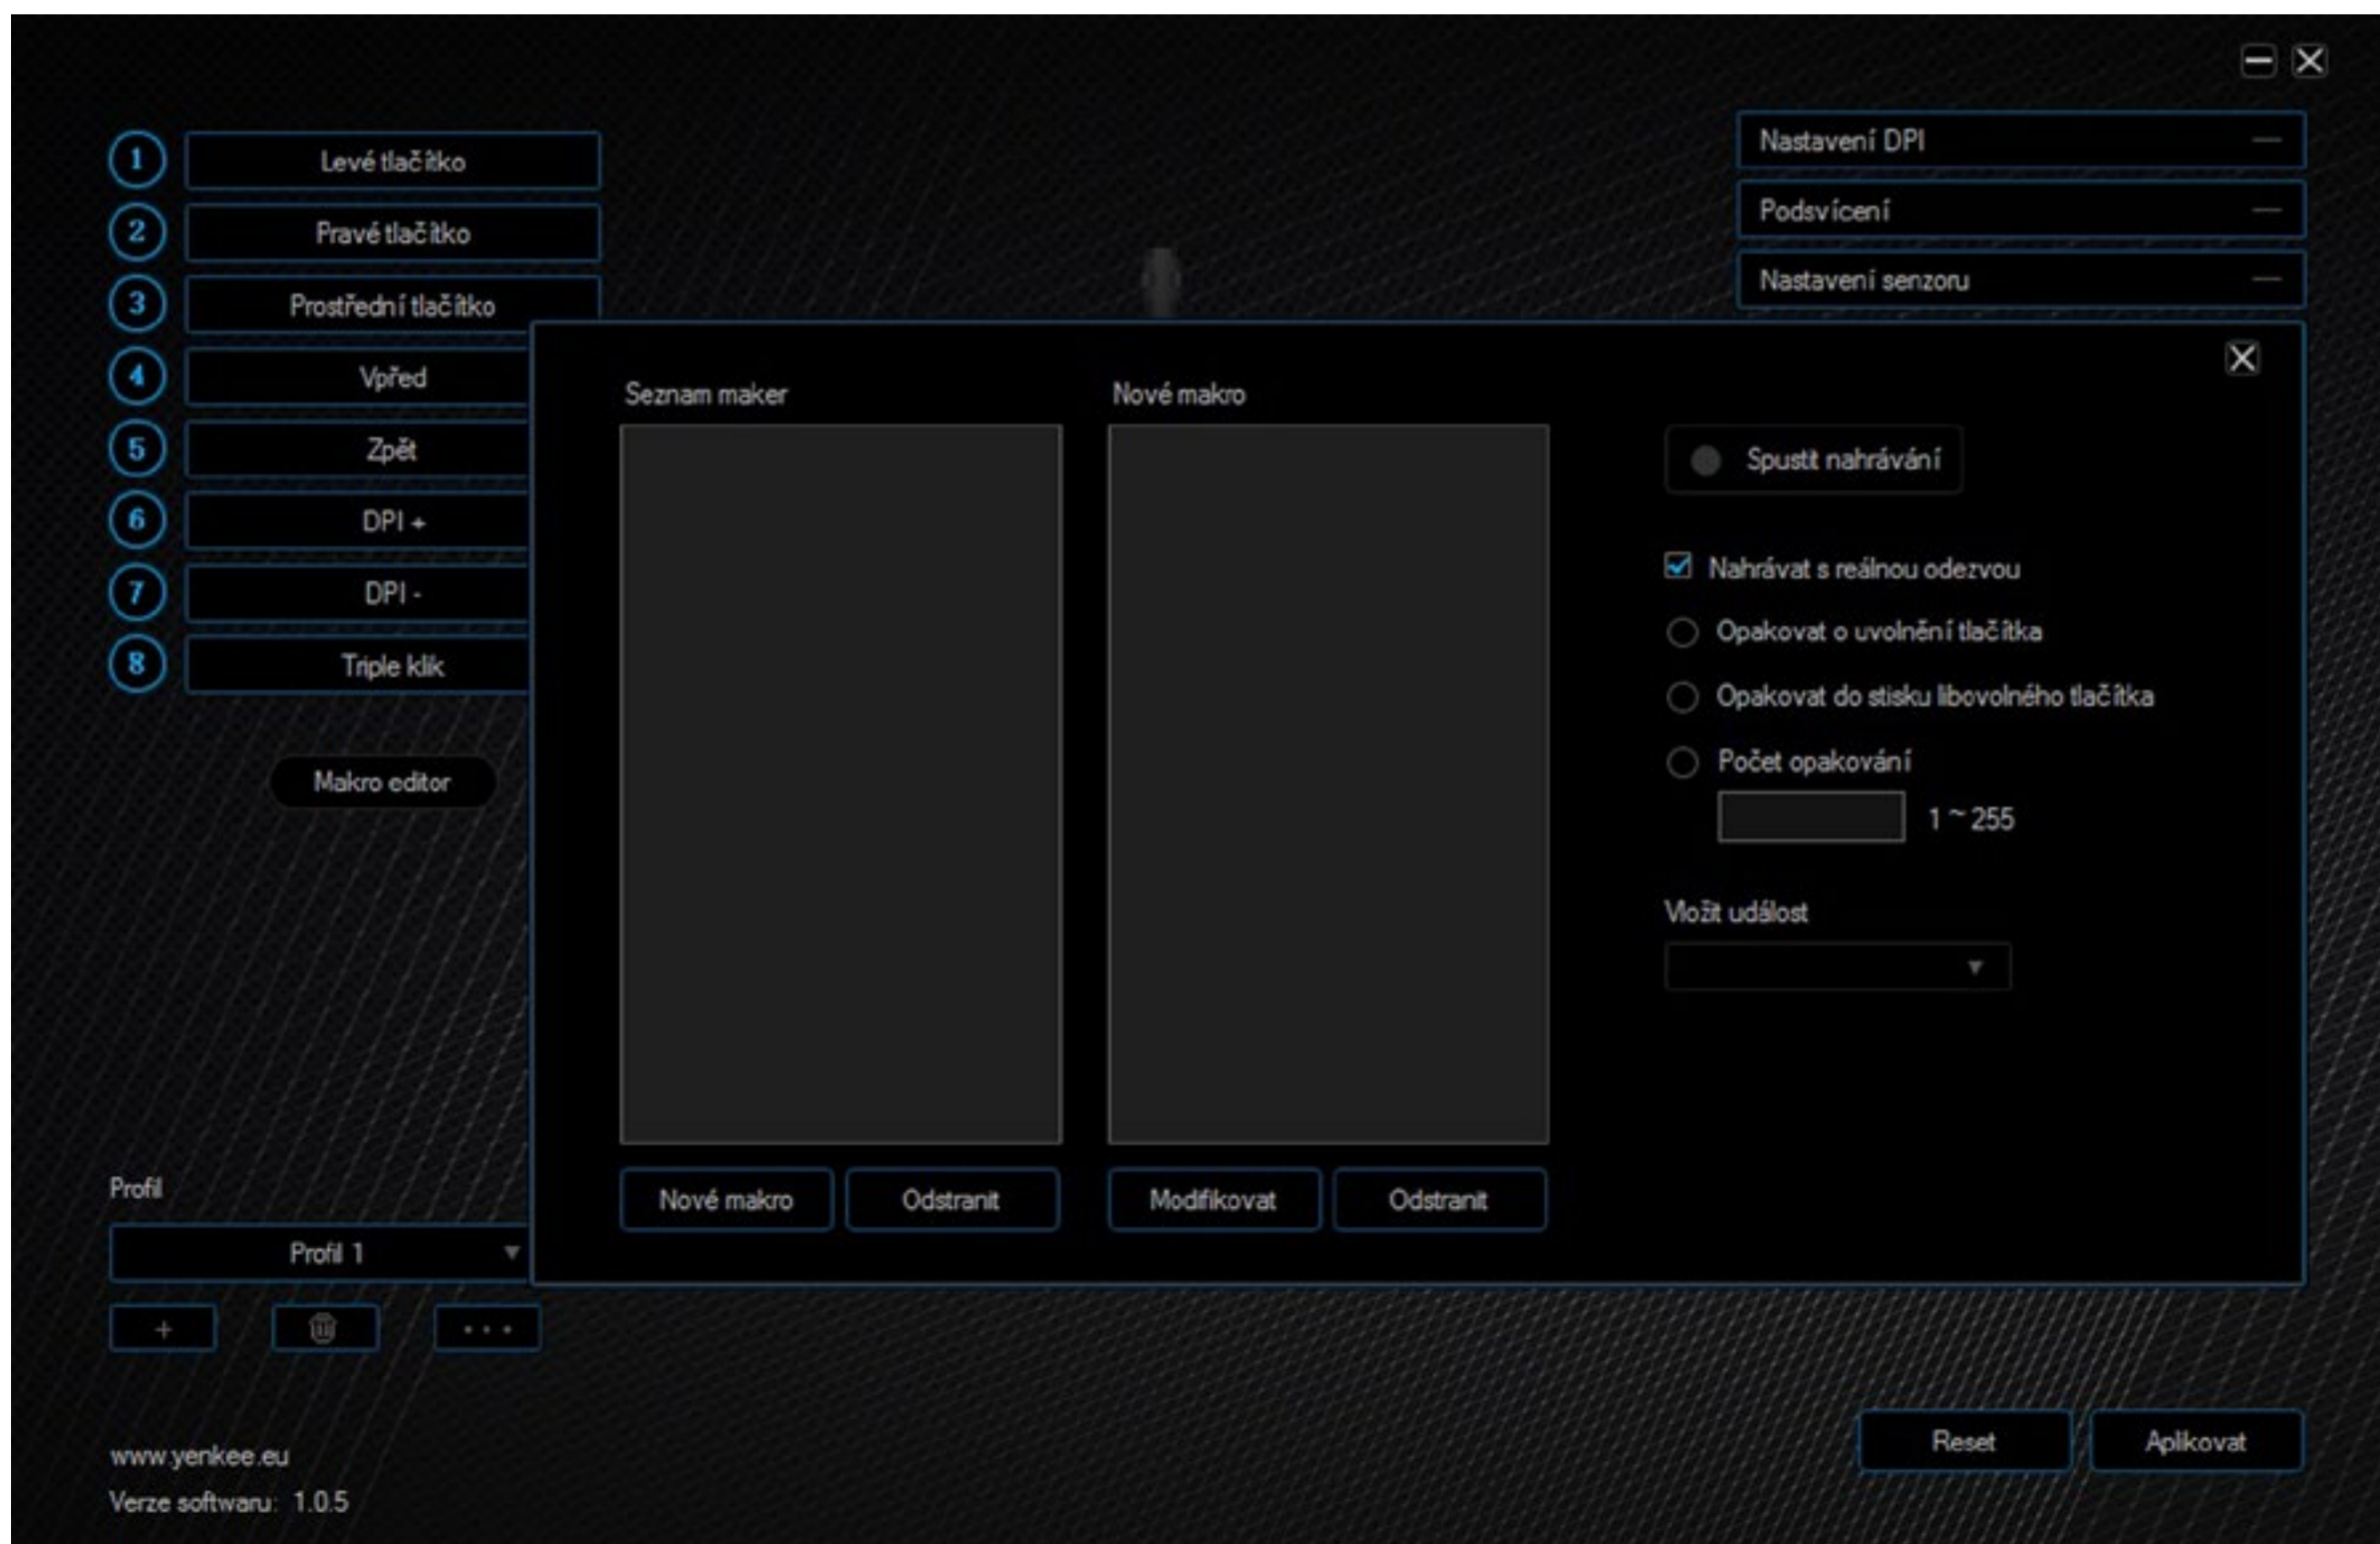 1 Levé tlačítko
2 Pravé tlačítko
3 Prostřední tlačítko
4 Vpřed
5 Zpět
6 DPI +
7 DPI -
8 Triple klik
Makro editor
Nastavení DPI
Podsvícení
Nastavení senzoru
Seznam maker
Nové makro
Spustit nahrávání
Nahrávat s reálnou odezvou
Opakovat o uvolnění tlačítka
Opakovat do stisku libovolného tlačítka
Počet opakování
1 ~ 255
Vložit událost
Nové makro Odstranit Modifikovat Odstranit
Profil
Profil 1
+ ...
Reset Aplikovat
www.yenkee.eu
Verze softwaru: 1.0.5